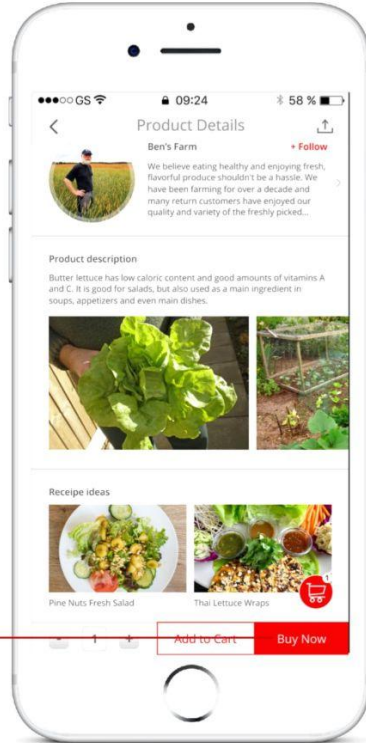 GS 09:24 58 %
Product Details
Ben's Farm + Follow
We believe eating healthy and enjoying fresh,
flavorful produce shouldn't be a hassle. We
have been farming for over a decade and
many return customers have enjoyed our
quality and variety of the freshly picked...
Product description
Butter lettuce has low caloric content and good amounts of vitamins A
and C. It is good for salads, but also used as a main ingredient in
soups, appetizers and even main dishes.
Receipe ideas
Pine Nuts Fresh Salad Thai Lettuce Wraps
1
- 1 + Add to Cart Buy Now